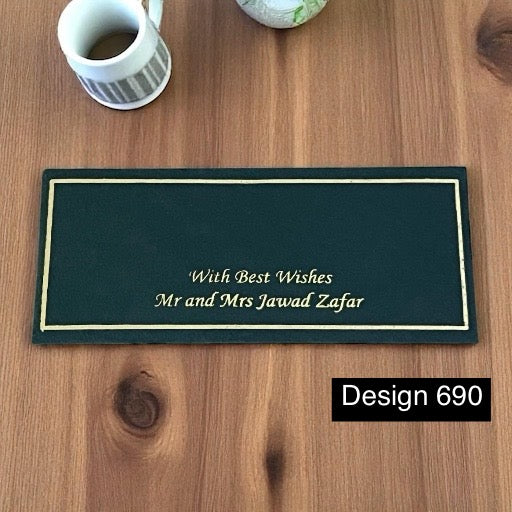 With Best Wishes
Mr and Mrs Jawad Zafar
Design 690